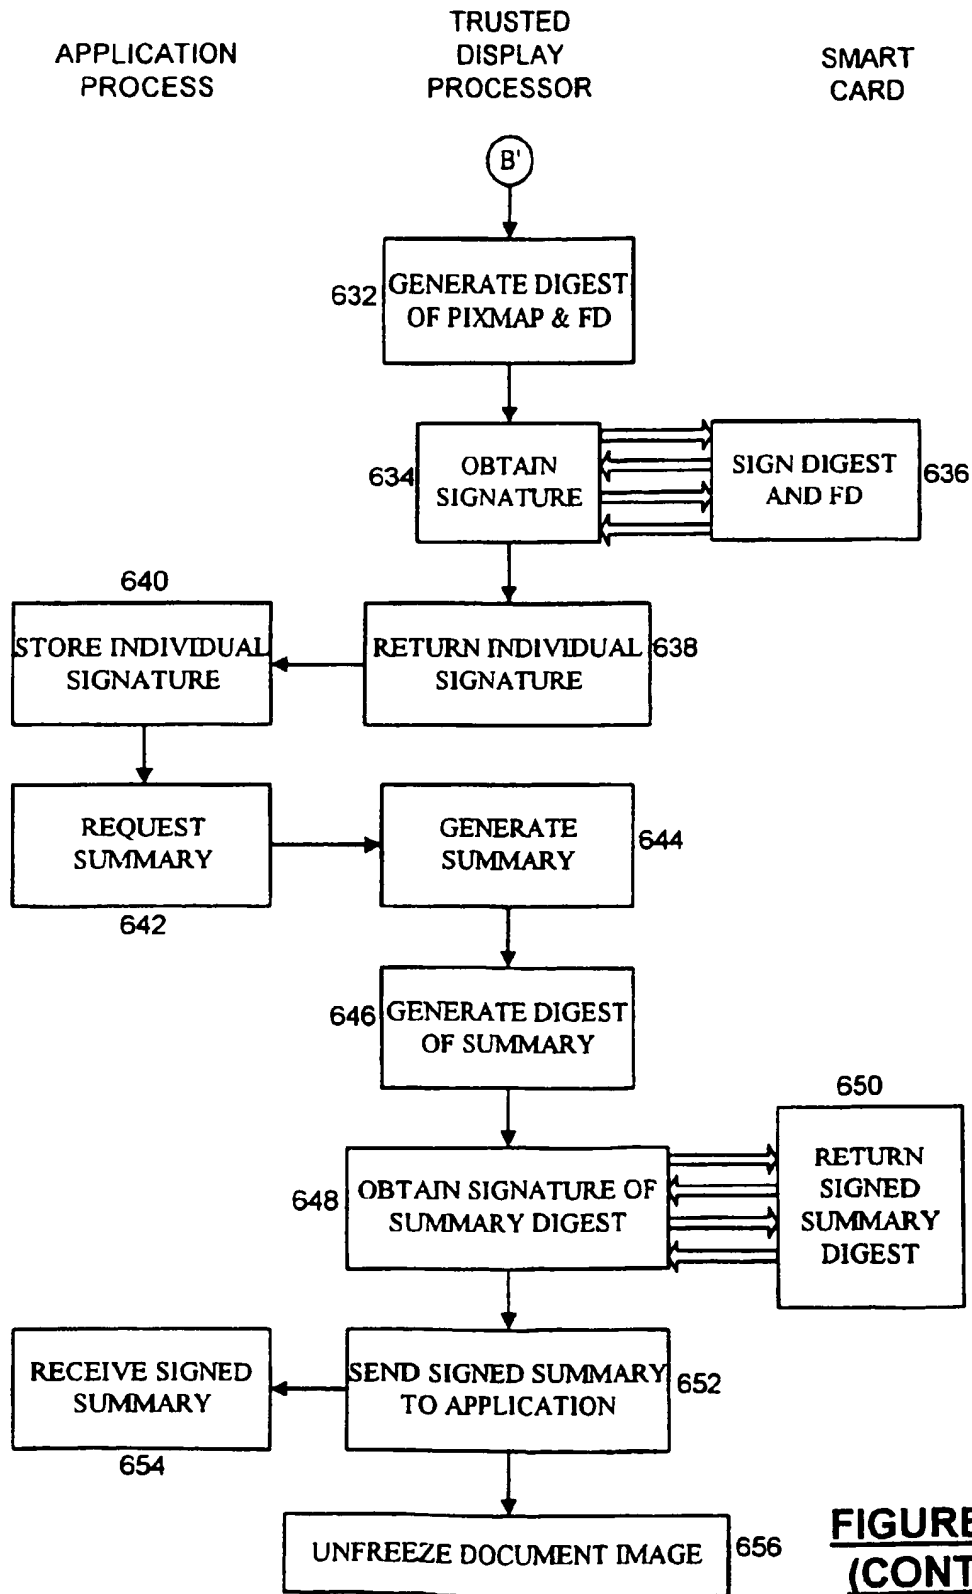 APPLICATION
PROCESS
TRUSTED
DISPLAY
PROCESSOR
SMART
CARD
B'
632
GENERATE DIGEST
OF PIXMAP & FD
634
OBTAIN
SIGNATURE
SIGN DIGEST
AND FD
636
640
STORE INDIVIDUAL
SIGNATURE
RETURN INDIVIDUAL
SIGNATURE
638
REQUEST
SUMMARY
642
GENERATE
SUMMARY
644
646
GENERATE DIGEST
OF SUMMARY
648
OBTAIN SIGNATURE OF
SUMMARY DIGEST
650
RETURN
SIGNED
SUMMARY
DIGEST
RECEIVE SIGNED
SUMMARY
654
SEND SIGNED SUMMARY
TO APPLICATION
652
UNFREEZE DOCUMENT IMAGE
656
FIGURE
(CONT